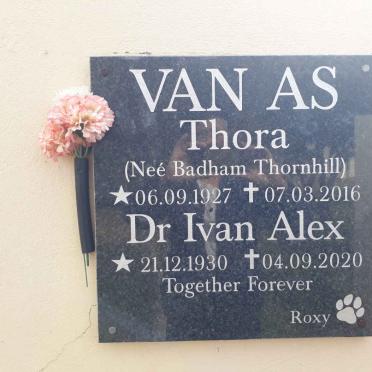 VAN AS
Thora
(Neé Badham Thornhill)
★06.09.1927 ✝07.03.2016
Dr Ivan Alex
★21.12.1930 ✝04.09.2020
Together Forever
Roxy